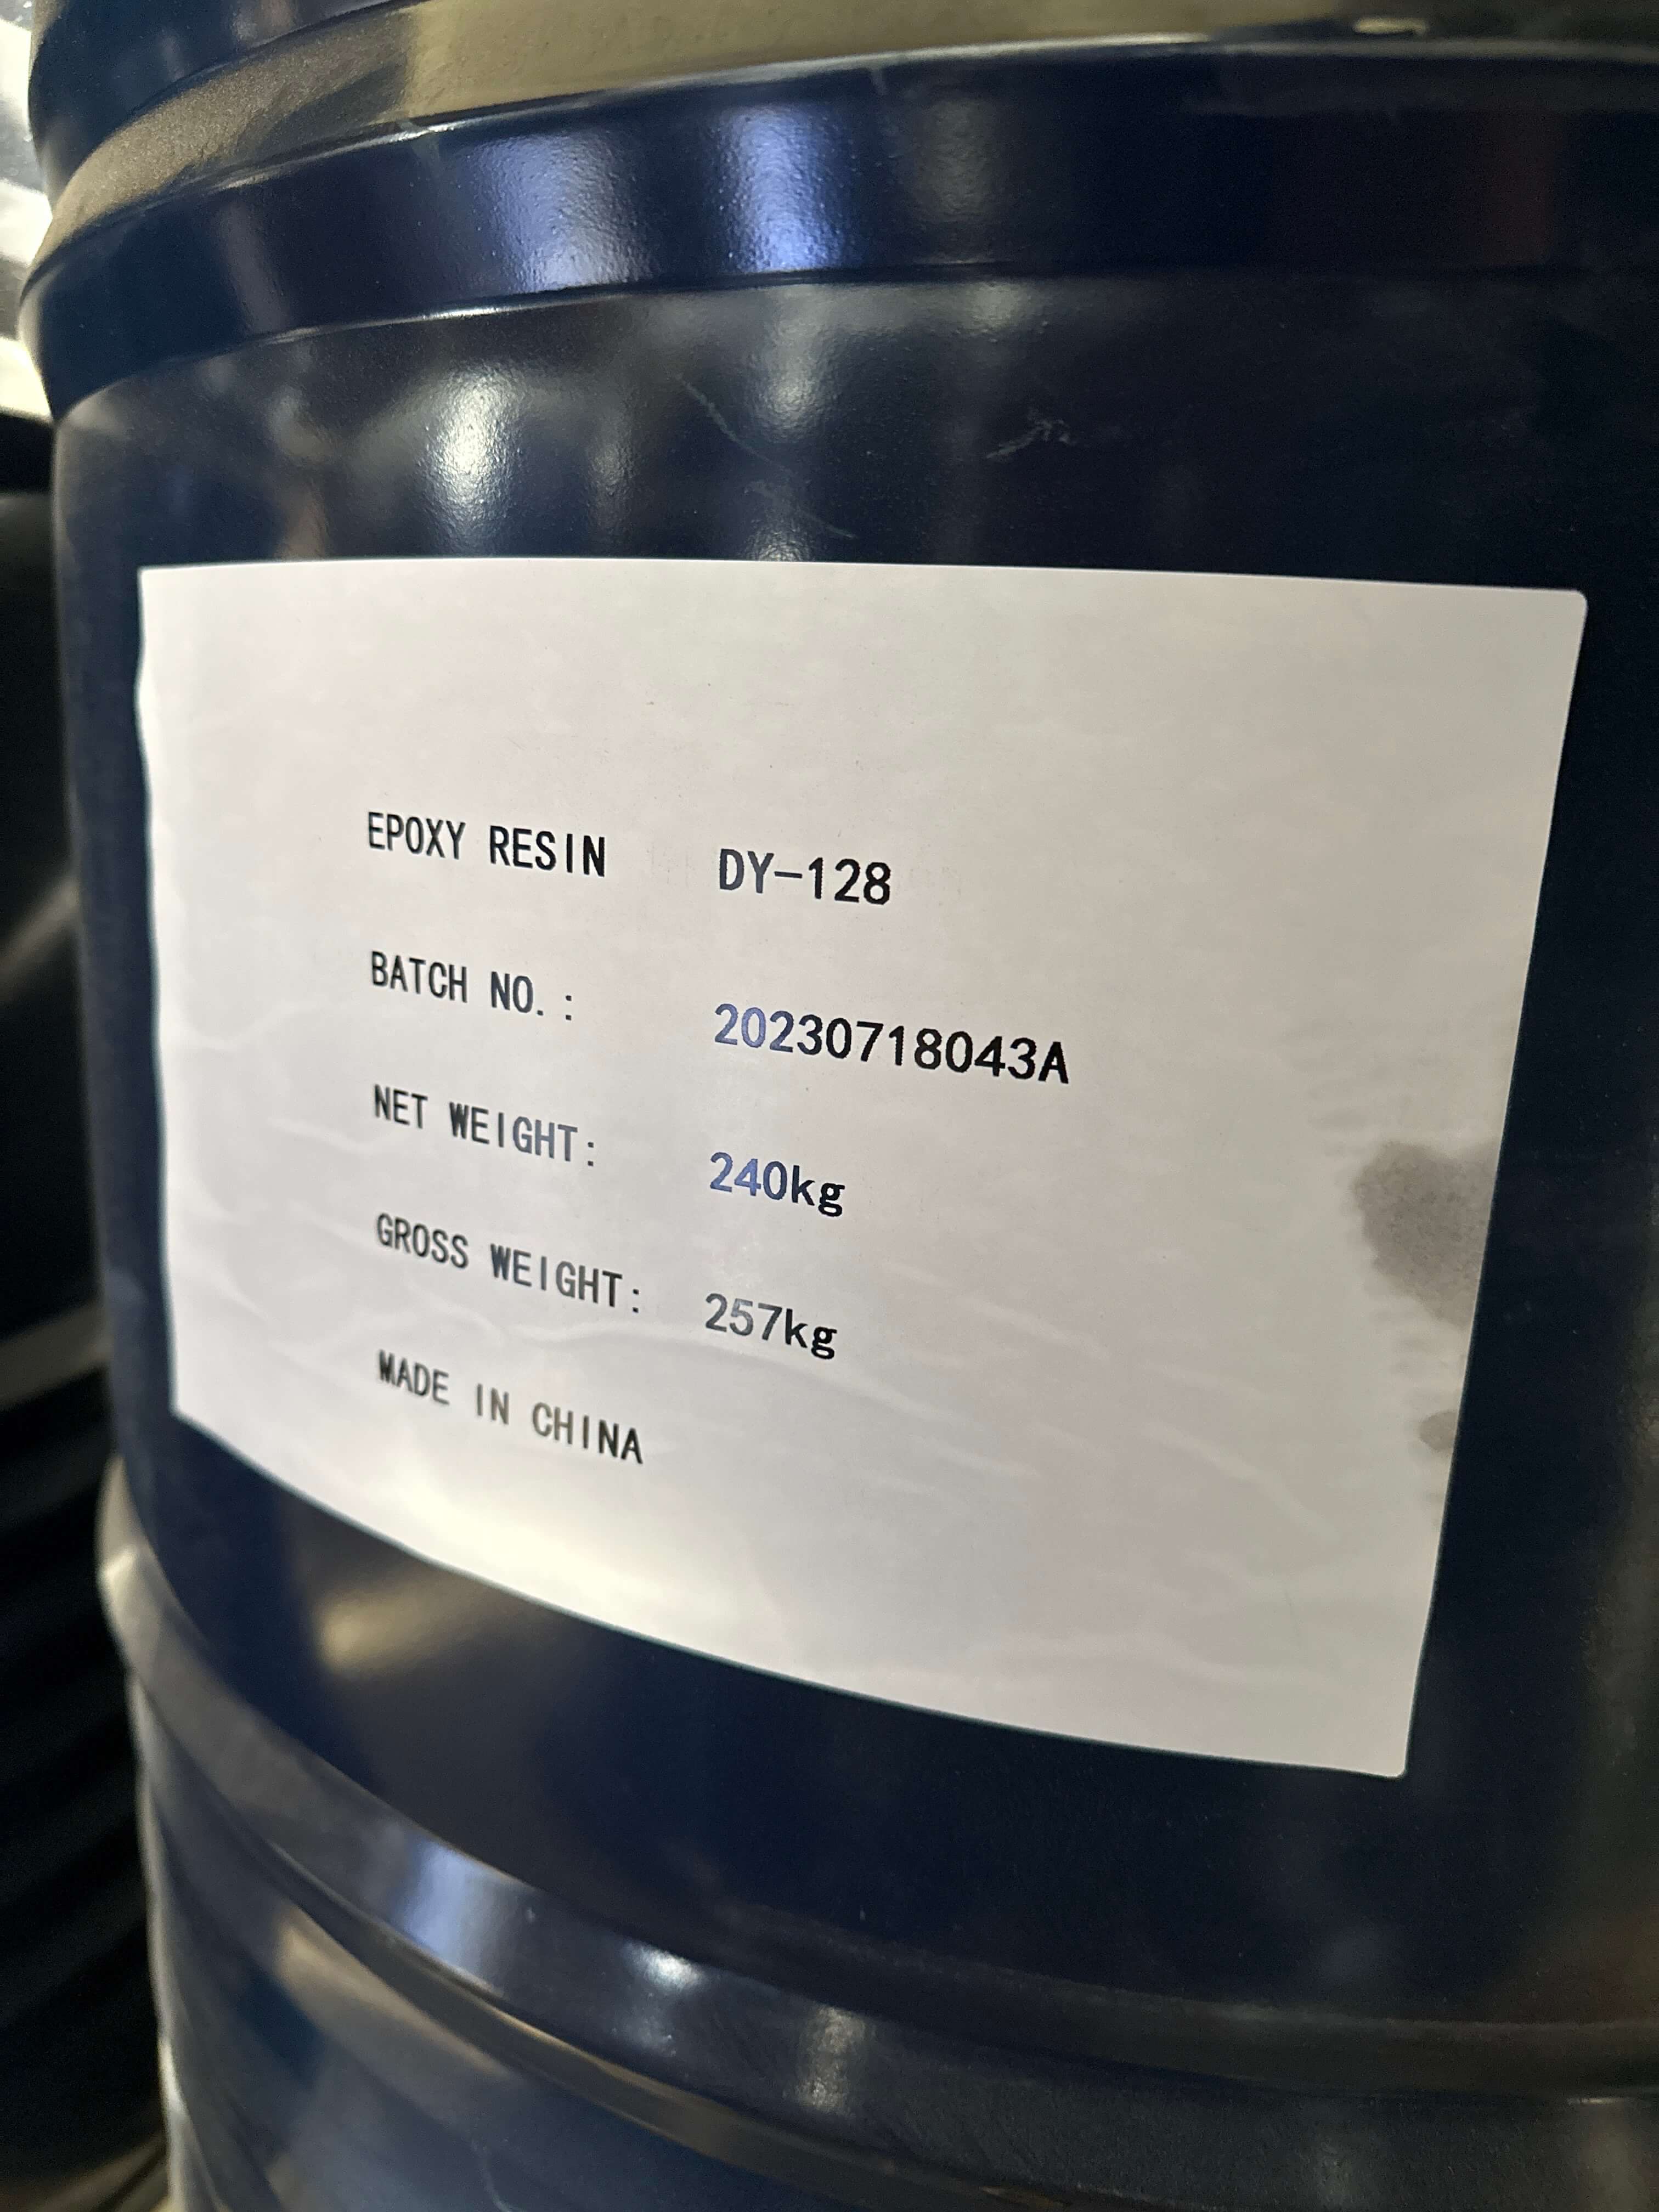 EPOXY RESIN DY-128
BATCH NO.: 20230718043A
NET WEIGHT: 240kg
GROSS WEIGHT: 257kg
MADE IN CHINA